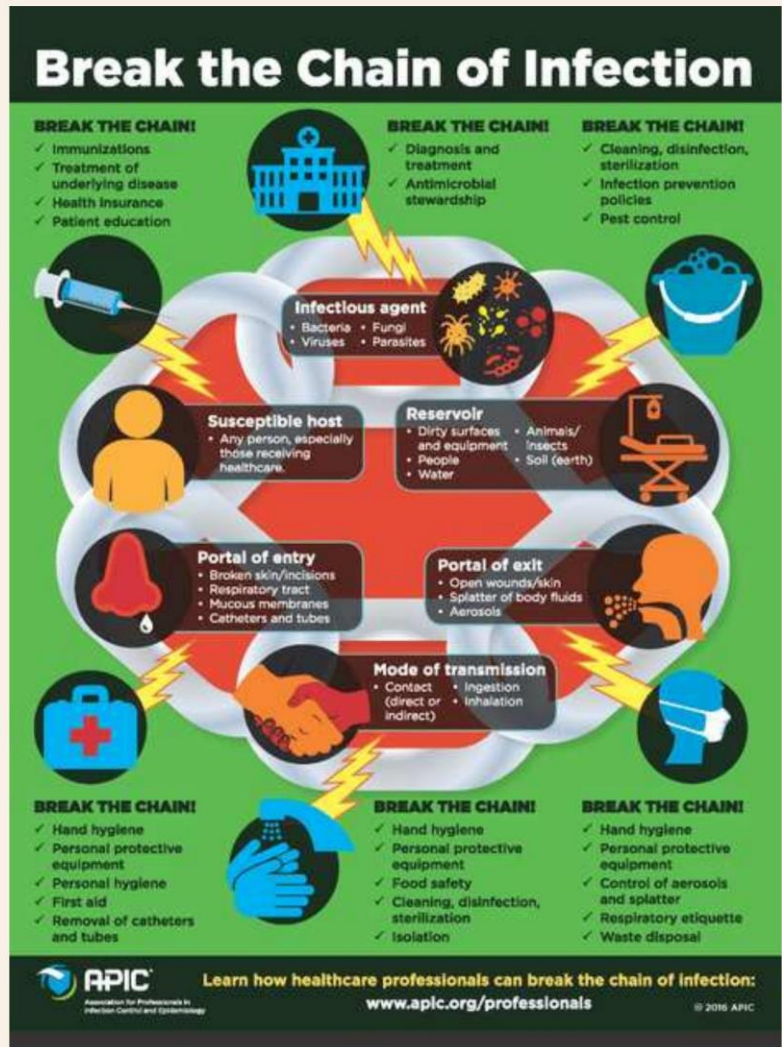 Break the Chain of Infection
BREAK THE CHAIN!
✓ Immunizations
✓ Treatment of
underlying disease
✓ Health Insurance
✓ Patient education
BREAK THE CHAIN!
✓ Diagnosis and
treatment
✓ Antimicrobial
stewardship
BREAK THE CHAIN!
✓ Cleaning, disinfection,
sterilization
✓ Infection prevention
policies
✓ Pest control
Infectious agent
• Bacteria • Fungi
• Viruses • Parasites
Susceptible host
• Any person, especially
those receiving
healthcare.
Reservoir
• Dirty surfaces
and equipment
• People
• Water
• Animals/
insects
• Soil (earth)
Portal of entry
• Broken skin/incisions
• Respiratory tract
• Mucous membranes
• Catheters and tubes
Portal of exit
• Open wounds/skin
• Splatter of body fluids
• Aerosols
Mode of transmission
• Contact
(direct or
indirect)
• Ingestion
• Inhalation
BREAK THE CHAIN!
✓ Hand hygiene
✓ Personal protective
equipment
✓ Personal hygiene
✓ First aid
✓ Removal of catheters
and tubes
BREAK THE CHAIN!
✓ Hand hygiene
✓ Personal protective
equipment
✓ Food safety
✓ Cleaning, disinfection,
sterilization
✓ Isolation
BREAK THE CHAIN!
✓ Hand hygiene
✓ Personal protective
equipment
✓ Control of aerosols
and splatter
✓ Respiratory etiquette
✓ Waste disposal
APIC
Association for Professionals in
Infection Control and Epidemiology
Learn how healthcare professionals can break the chain of infection:
www.apic.org/professionals
© 2016 APIC